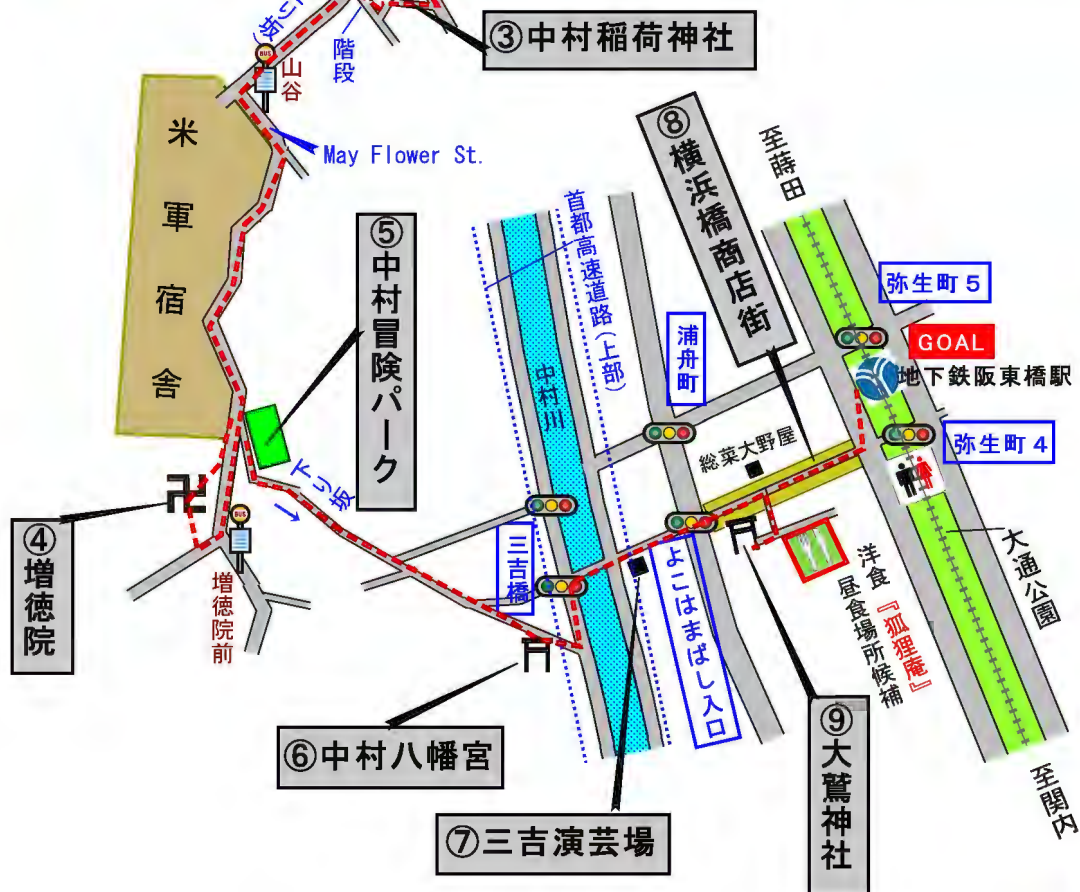 下り坂
階段
③中村稲荷神社
BUS
山谷
May Flower St.
米軍宿舎
⑤中村冒険パーク
首都高速道路(上部)
⑧横浜橋商店街
至蒔田
弥生町5
GOAL
地下鉄阪東橋駅
浦舟町
中村川
総菜大野屋
弥生町4
下り坂
→
④増徳院
BUS
増徳院前
三吉橋
よこはまばし入口
洋食『狐狸庵』
昼食場所候補
大通公園
⑥中村八幡宮
⑦三吉演芸場
⑨大鷲神社
至関内